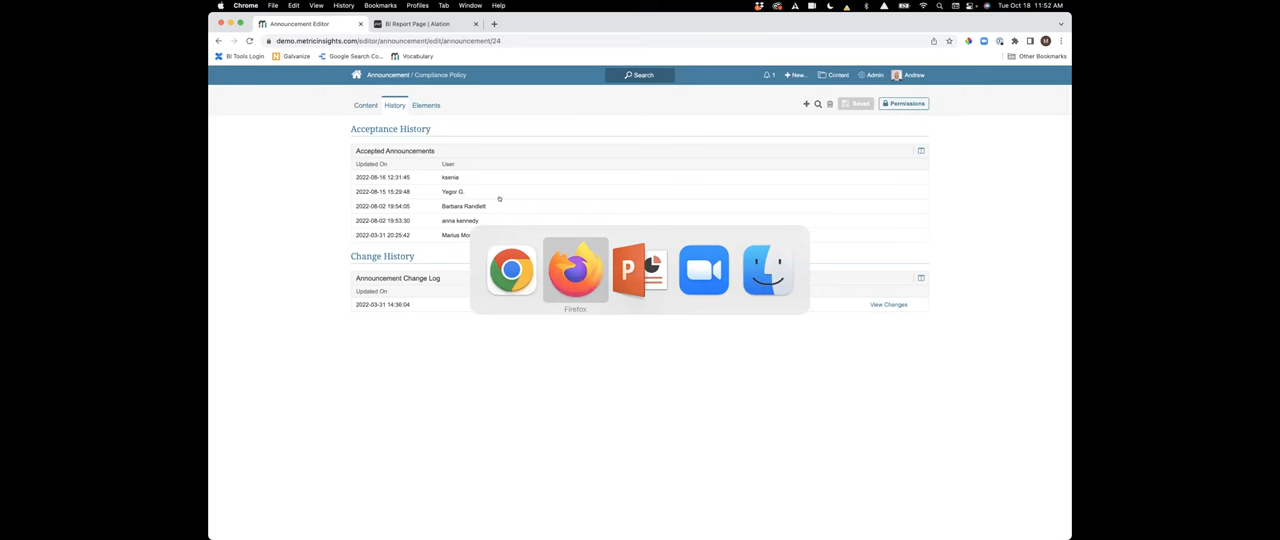 Chrome File Edit View History Bookmarks Profiles Tab Window Help Tue Oct 18 11:52 AM
Announcement Editor BI Report Page | Alation
demo.metricinsights.com/editor/announcement/edit/announcement/24
BI Tools Login Galvanize Google Search Co... Vocabulary Other Bookmarks
Announcement / Compliance Policy Search 1 + New... Content Admin Andrew
Content History Elements Saved Permissions
Acceptance History
Accepted Announcements
Updated On User
2022-08-16 12:31:45 ksenia
2022-08-15 15:29:48 Yegor G.
2022-08-02 19:54:05 Barbara Randlett
2022-08-02 19:53:30 anna kennedy
2022-03-31 20:25:42 Marius Mos
Change History
Announcement Change Log
Updated On
2022-03-31 14:36:04 View Changes
Firefox